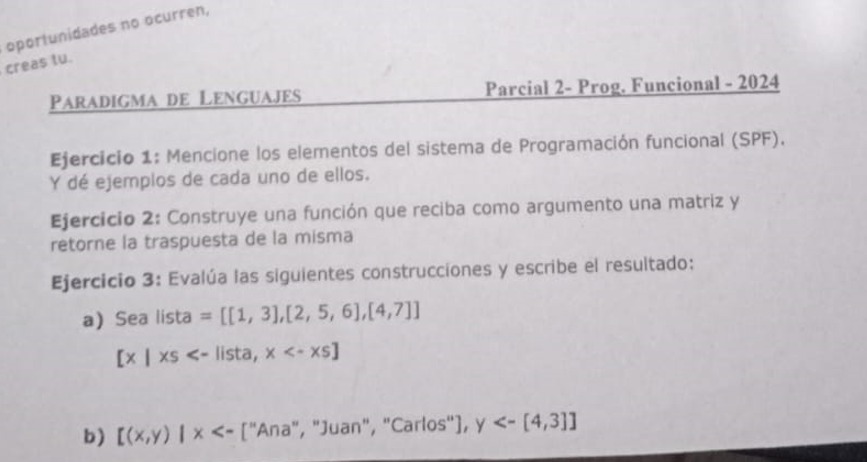 oportunidades no ocurren,
creas tu.
PARADIGMA DE LENGUAJES Parcial 2- Prog. Funcional - 2024
Ejercicio 1: Mencione los elementos del sistema de Programación funcional (SPF).
Y dé ejemplos de cada uno de ellos.
Ejercicio 2: Construye una función que reciba como argumento una matriz y
retorne la traspuesta de la misma
Ejercicio 3: Evalúa las siguientes construcciones y escribe el resultado:
a) Sea lista = [[1, 3],[2, 5, 6],[4,7]]
[x | xs <- lista, x <- xs]
b) [(x,y) | x <- ["Ana", "Juan", "Carlos"], y <- [4,3]]